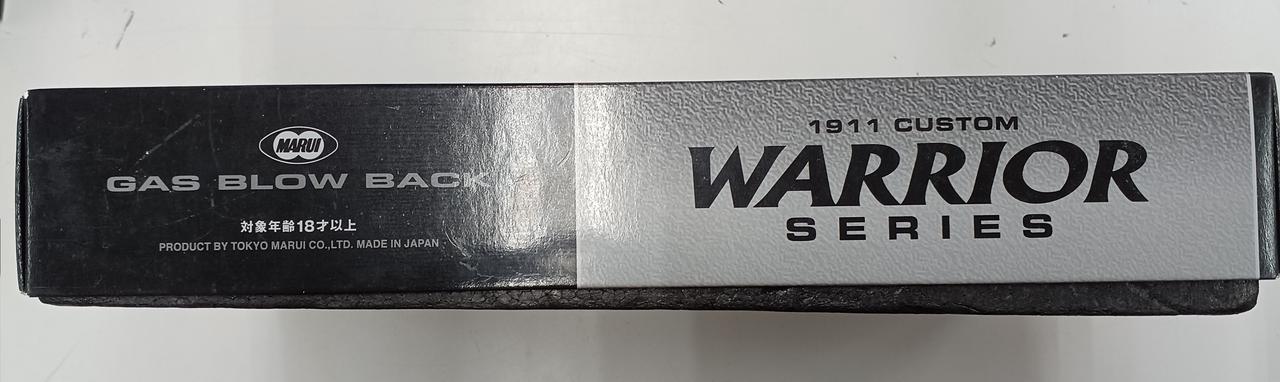 MARUI
GAS BLOW BACK
対象年齢18才以上
PRODUCT BY TOKYO MARUI CO.,LTD. MADE IN JAPAN
1911 CUSTOM
WARRIOR
SERIES